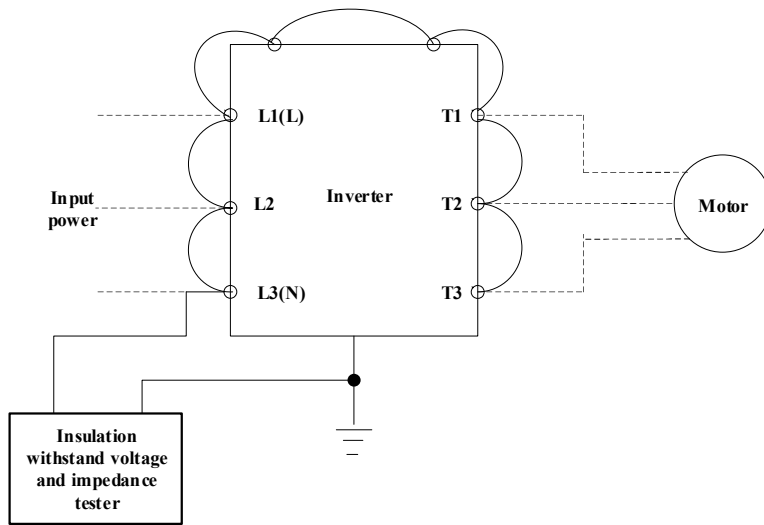 L1(L)
T1
Input
power
L2
Inverter
T2
Motor
L3(N)
T3
Insulation
withstand voltage
and impedance
tester